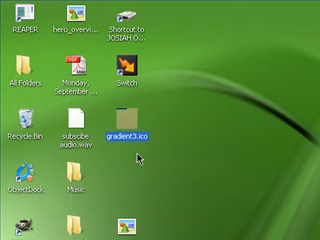 REAPER
hero_overvi...
Shortcut to
JOSIAH O...
All Folders
Monday,
September ...
Switch
Recycle Bin
subscibe
audio.wav
gradient3.ico
ObjectDock
Music